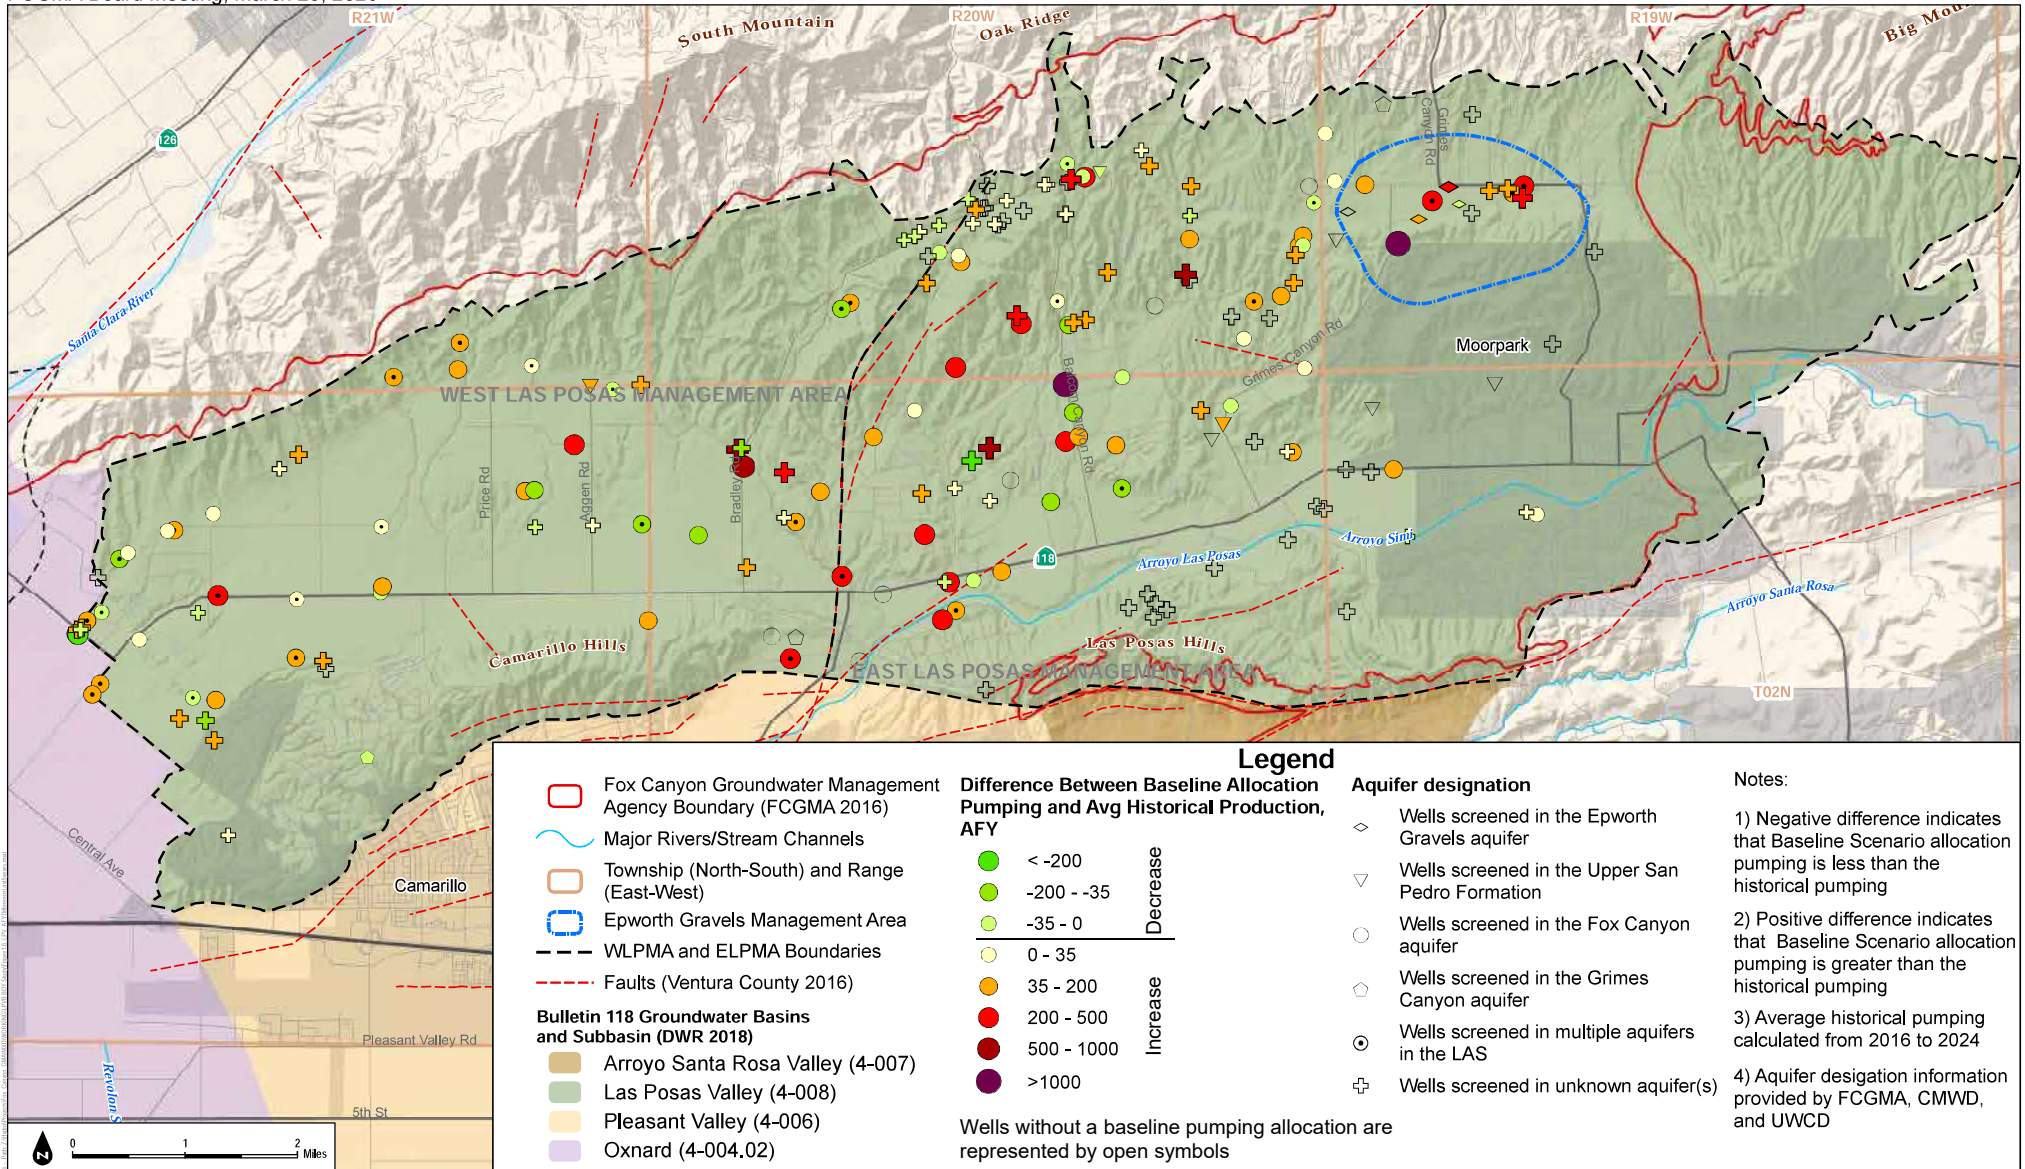 R21W
R20W
R19W
South Mountain
Oak Ridge
126
Santa Clara River
Grimes
Canyon Rd
WEST LAS POSAS MANAGEMENT AREA
Moorpark
Grimes Canyon Rd
Balcom Canyon Rd
Price Rd
Aggen Rd
Bradley Rd
118
Arroyo Las Posas
Arroyo Simi
Arroyo Santa Rosa
Camarillo Hills
Las Posas Hills
EAST LAS POSAS MANAGEMENT AREA
T02N
Central Ave
Camarillo
Pleasant Valley Rd
5th St
0 1 2
Miles
N
Legend
Fox Canyon Groundwater Management
Agency Boundary (FCGMA 2016)
Major Rivers/Stream Channels
Township (North-South) and Range
(East-West)
Epworth Gravels Management Area
WLPMA and ELPMA Boundaries
Faults (Ventura County 2016)
Bulletin 118 Groundwater Basins
and Subbasin (DWR 2018)
Arroyo Santa Rosa Valley (4-007)
Las Posas Valley (4-008)
Pleasant Valley (4-006)
Oxnard (4-004.02)
Difference Between Baseline Allocation
Pumping and Avg Historical Production,
AFY
< -200
-200 - -35
-35 - 0
Decrease
0 - 35
35 - 200
200 - 500
500 - 1000
>1000
Increase
Wells without a baseline pumping allocation are
represented by open symbols
Aquifer designation
Wells screened in the Epworth
Gravels aquifer
Wells screened in the Upper San
Pedro Formation
Wells screened in the Fox Canyon
aquifer
Wells screened in the Grimes
Canyon aquifer
Wells screened in multiple aquifers
in the LAS
Wells screened in unknown aquifer(s)
Notes:
1) Negative difference indicates
that Baseline Scenario allocation
pumping is less than the
historical pumping
2) Positive difference indicates
that Baseline Scenario allocation
pumping is greater than the
historical pumping
3) Average historical pumping
calculated from 2016 to 2024
4) Aquifer desigation information
provided by FCGMA, CMWD,
and UWCD